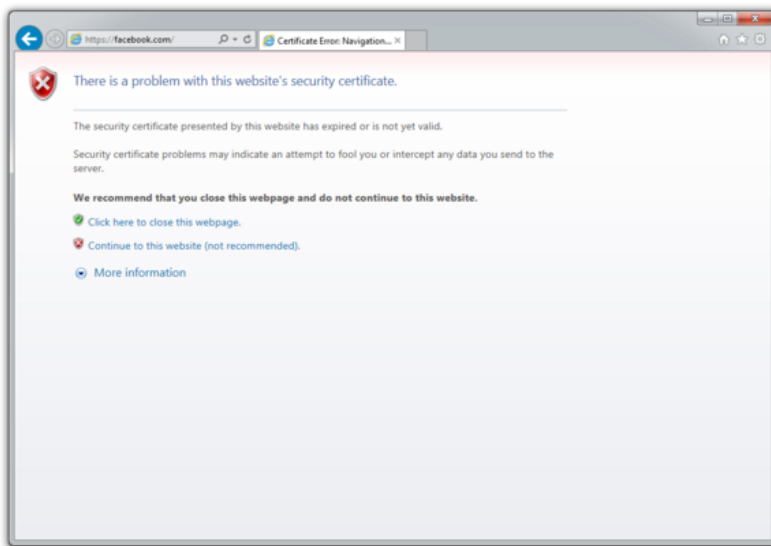 https://facebook.com/
Certificate Error: Navigation...
There is a problem with this website's security certificate.
The security certificate presented by this website has expired or is not yet valid.
Security certificate problems may indicate an attempt to fool you or intercept any data you send to the
server.
We recommend that you close this webpage and do not continue to this website.
Click here to close this webpage.
Continue to this website (not recommended).
More information